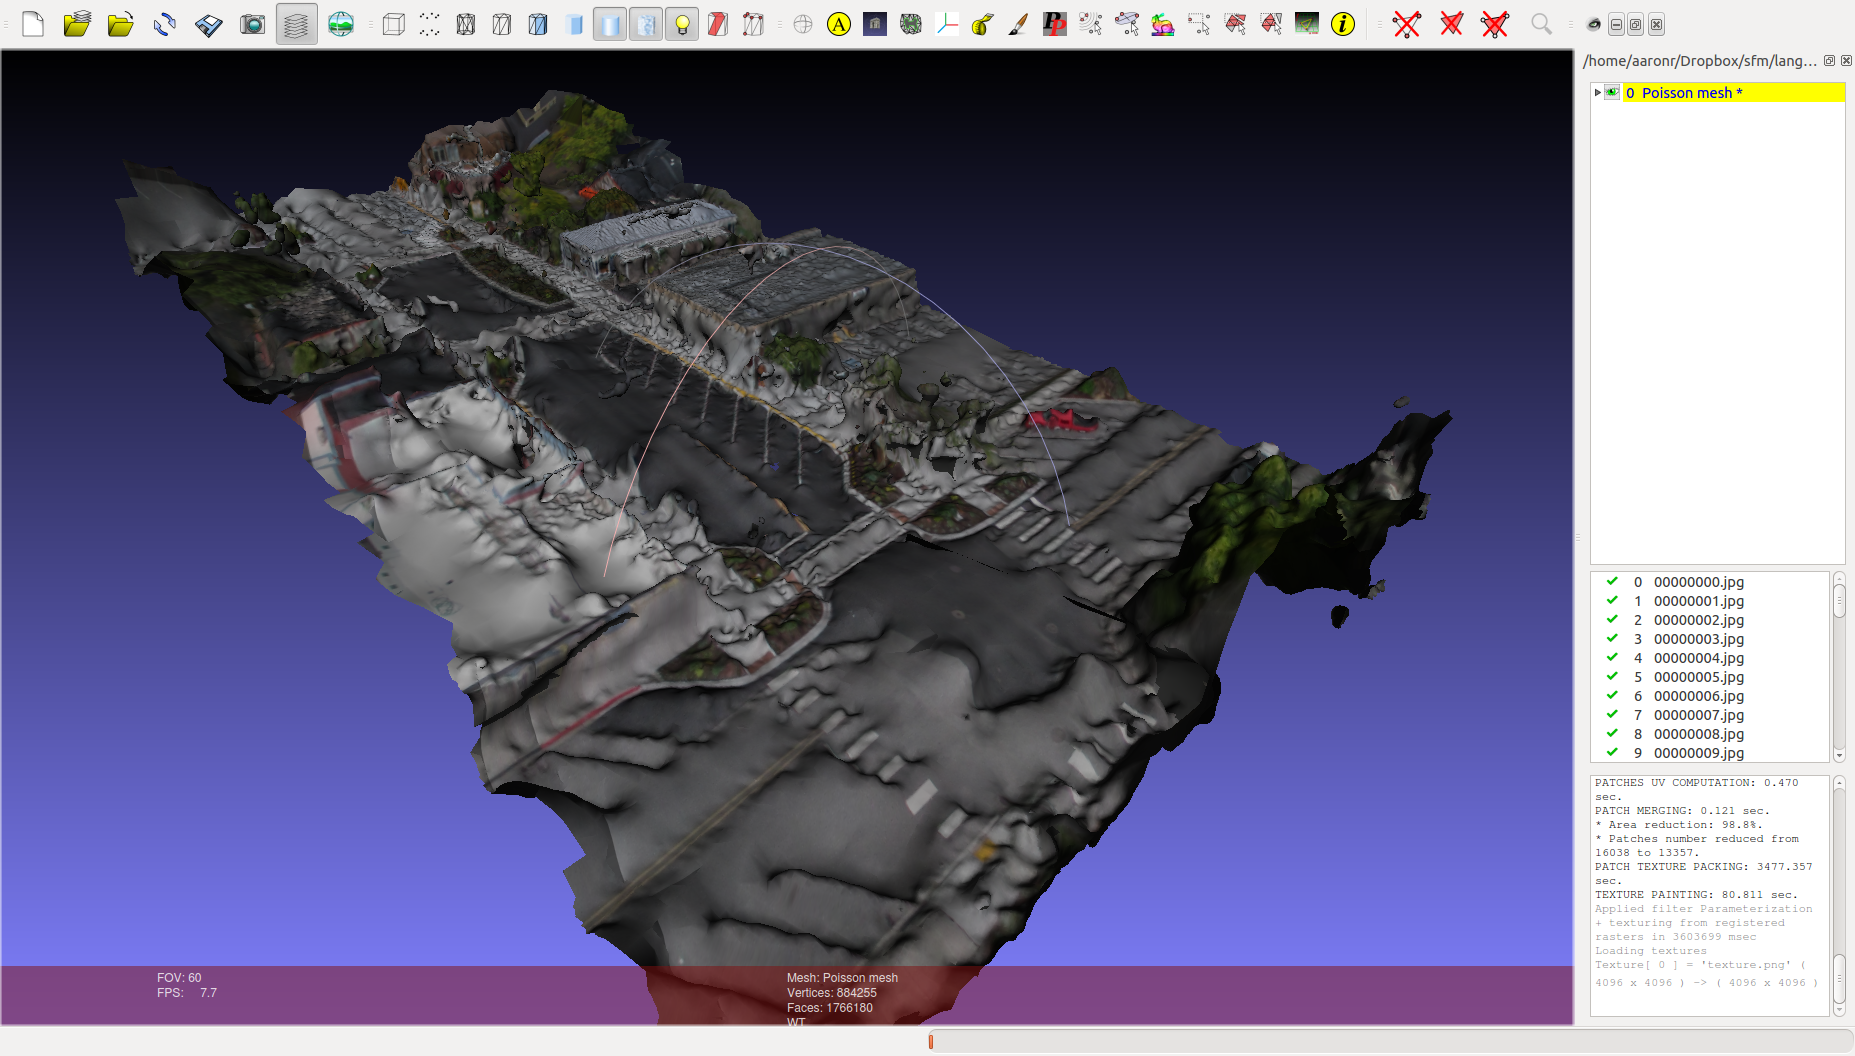 /home/aaronr/Dropbox/sfm/lang...
0 Poisson mesh *
0 00000000.jpg
1 00000001.jpg
2 00000002.jpg
3 00000003.jpg
4 00000004.jpg
5 00000005.jpg
6 00000006.jpg
7 00000007.jpg
8 00000008.jpg
9 00000009.jpg
PATCHES UV COMPUTATION: 0.470
sec.
PATCH MERGING: 0.121 sec.
* Area reduction: 98.8%.
* Patches number reduced from
16038 to 13357.
PATCH TEXTURE PACKING: 3477.357
sec.
TEXTURE PAINTING: 80.811 sec.
Applied filter Parameterization
+ texturing from registered
rasters in 3603699 msec
Loading textures
Texture[ 0 ] = 'texture.png' (
4096 x 4096 ) -> ( 4096 x 4096 )
FOV: 60
FPS: 7.7
Mesh: Poisson mesh
Vertices: 884255
Faces: 1766180
WT
A
PP
i